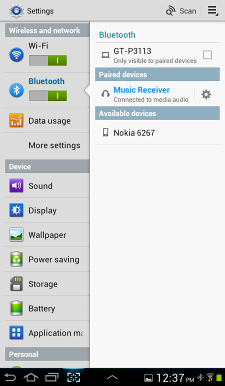 Settings
Scan
Wireless and network
Wi-Fi
Bluetooth
Data usage
More settings
Device
Sound
Display
Wallpaper
Power saving
Storage
Battery
Application ma
Personal
Bluetooth
GT-P3113
Only visible to paired devices
Paired devices
Music Receiver
Connected to media audio
Available devices
Nokia 6267
12:37 PM